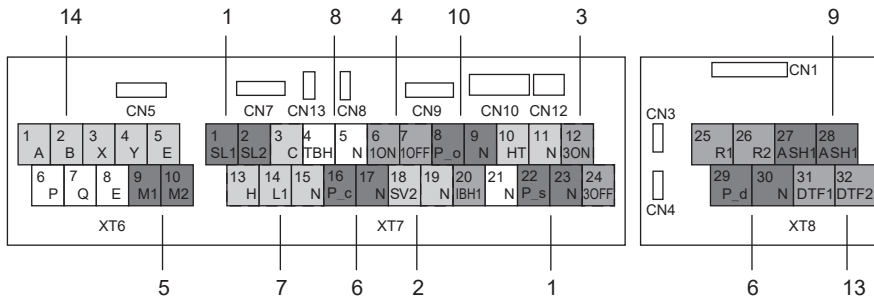 14 1 8 4 10 3 9
CN5 CN7 CN13 CN8 CN9 CN10 CN12 CN1
CN3
1 A 2 B 3 X 4 Y 5 E 1 SL1 2 SL2 3 C 4 TBH 5 N 6 1ON 7 1OFF 8 P_o 9 N 10 HT 11 N 12 3ON 25 R1 26 R2 27 ASH1 28 ASH1
6 P 7 Q 8 E 9 M1 10 M2 13 H 14 L1 15 N 16 P_c 17 N 18 SV2 19 N 20 IBH1 21 N 22 P_s 23 N 24 3OFF 29 P_d 30 N 31 DTF1 32 DTF2
CN4
XT6 XT7 XT8
5 7 6 2 1 6 13